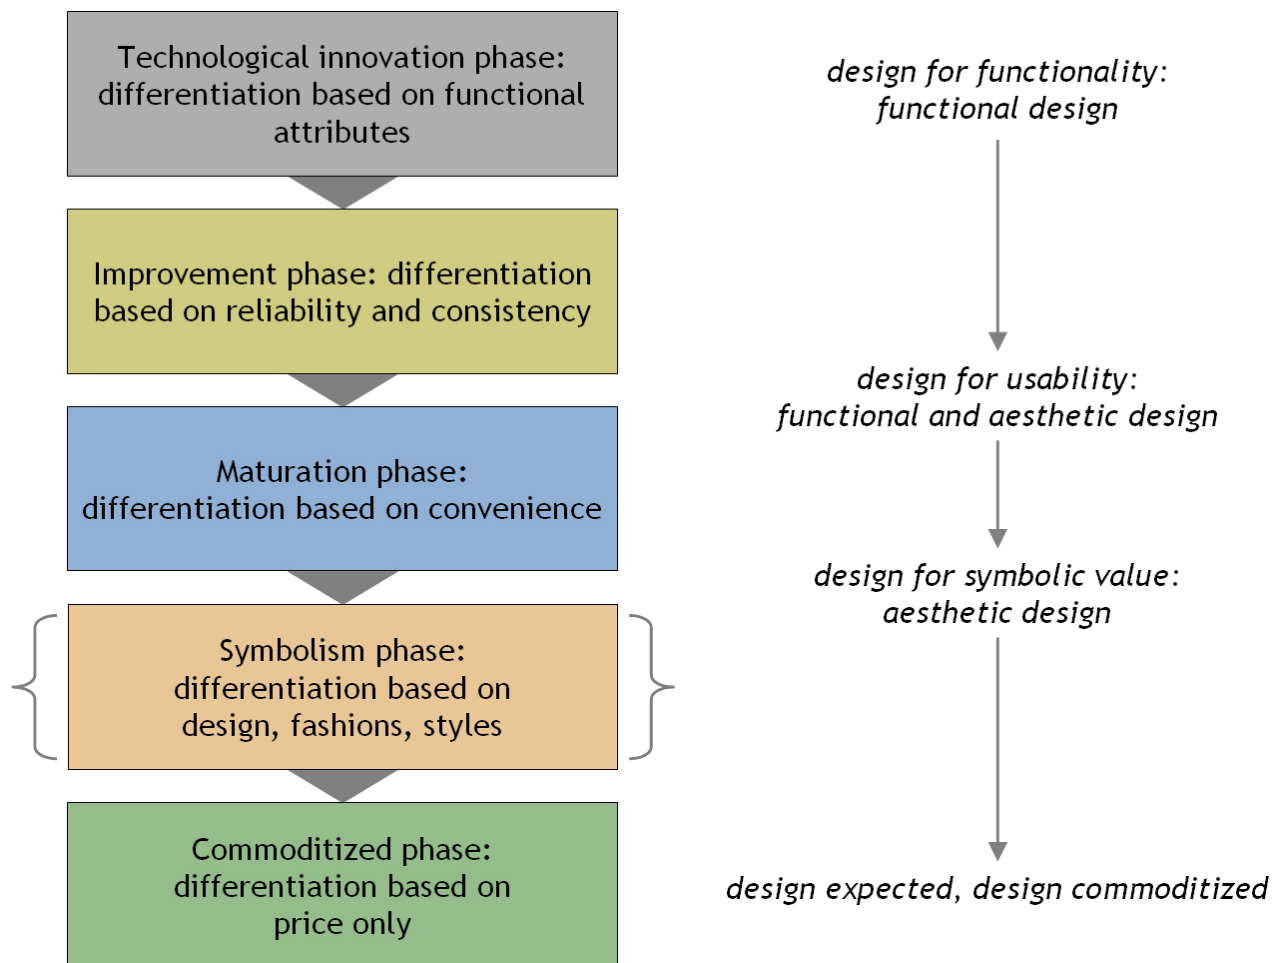 Technological innovation phase:
differentiation based on functional
attributes
Improvement phase: differentiation
based on reliability and consistency
Maturation phase:
differentiation based on convenience
Symbolism phase:
differentiation based on
design, fashions, styles
Commoditized phase:
differentiation based on
price only
design for functionality:
functional design
design for usability:
functional and aesthetic design
design for symbolic value:
aesthetic design
design expected, design commoditized